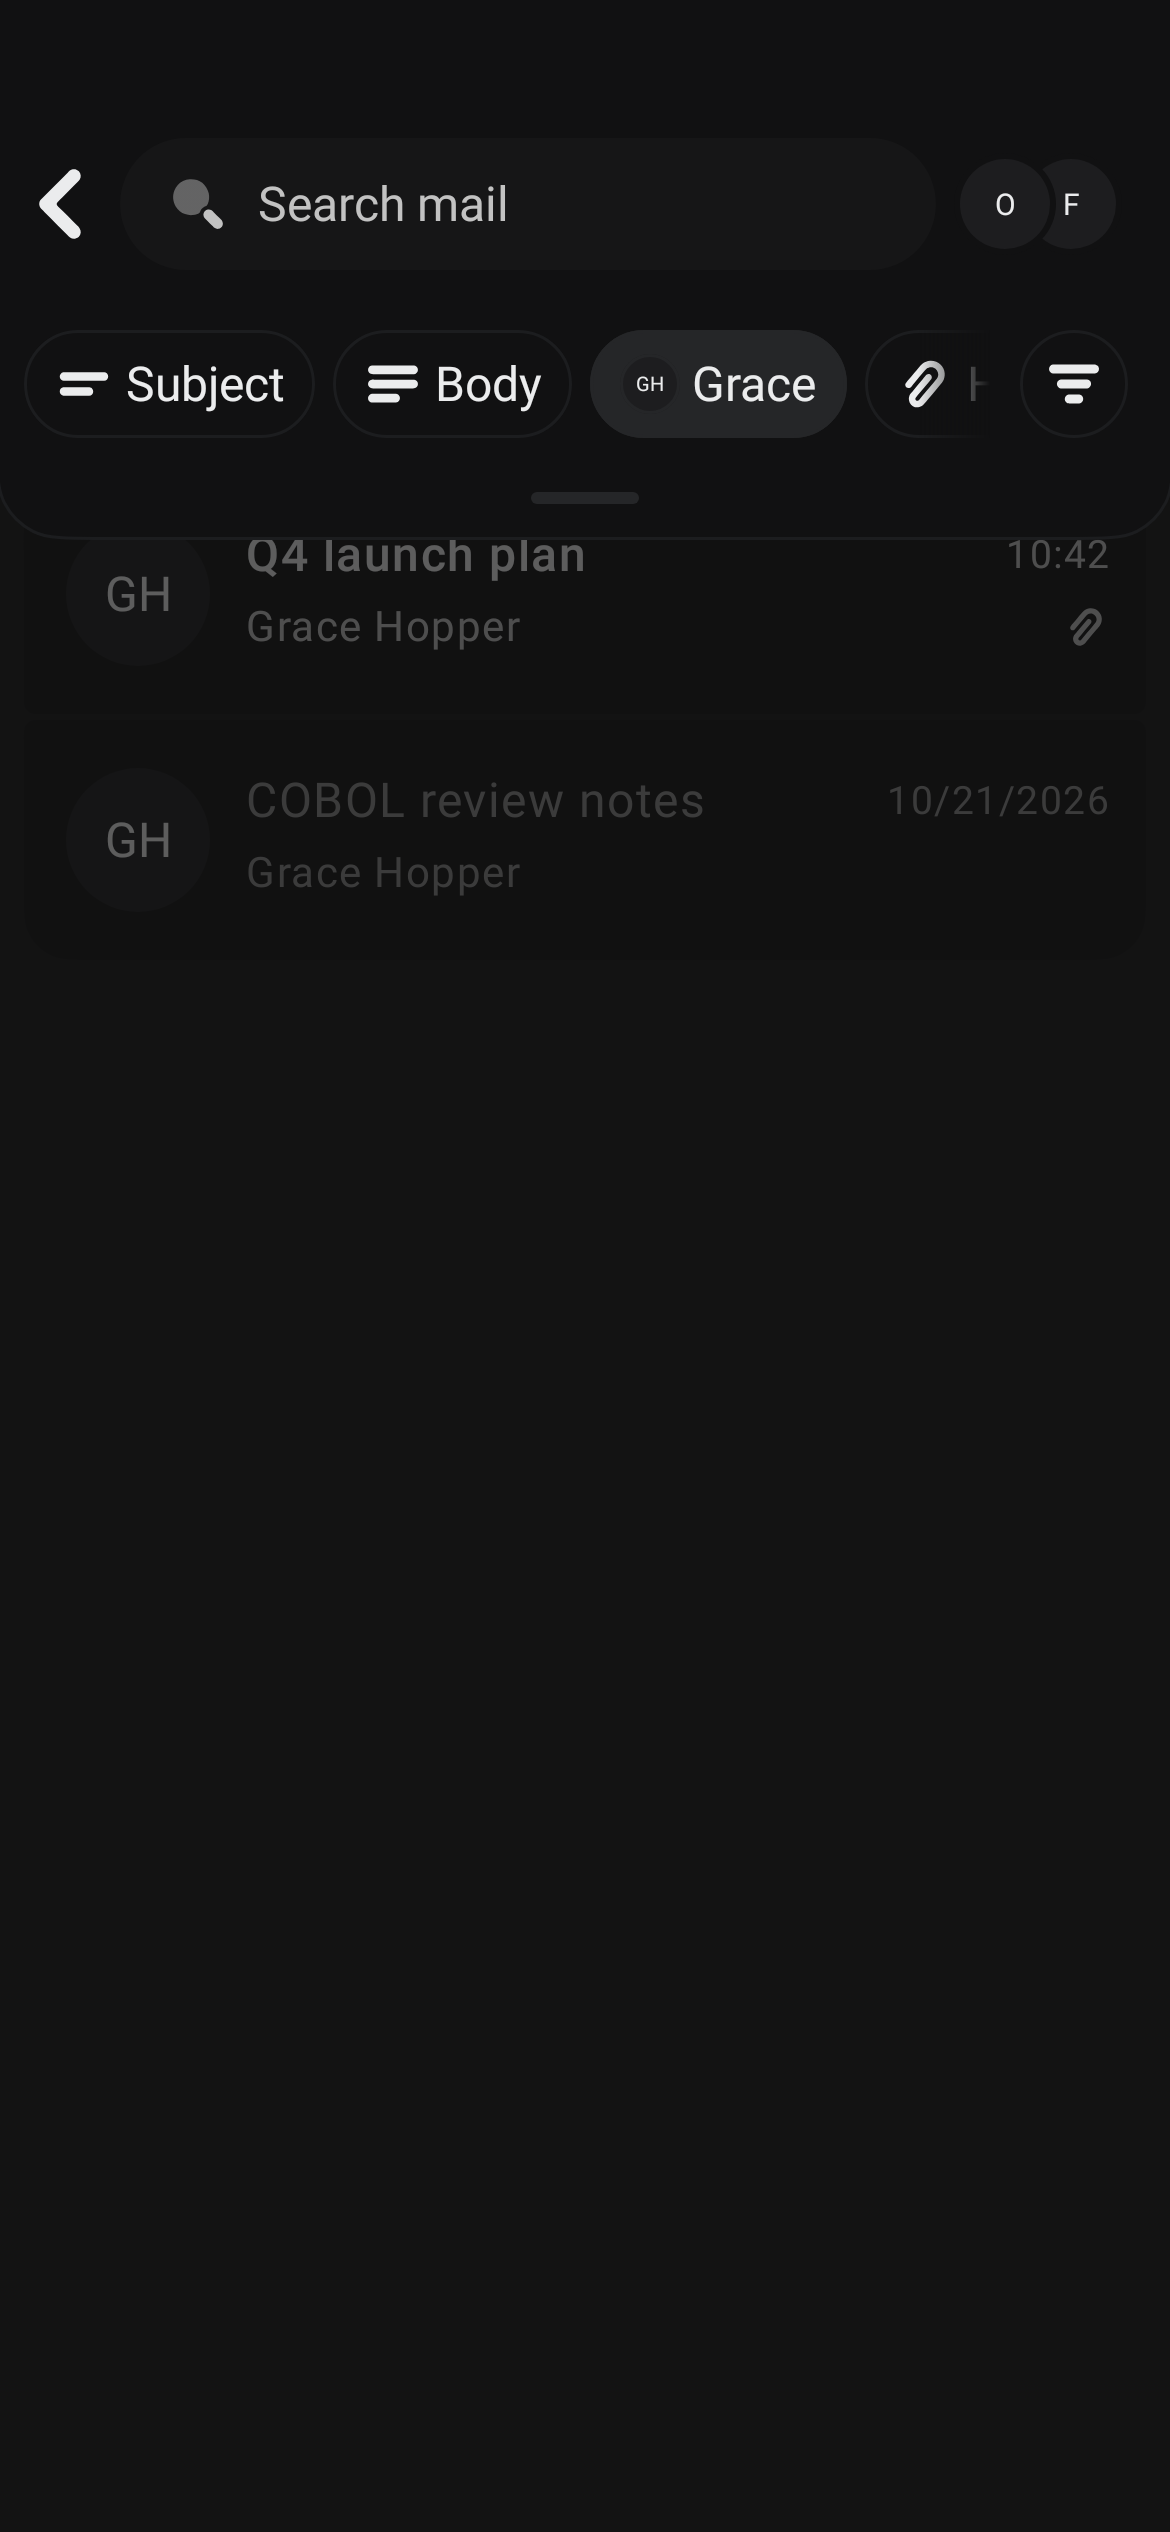 Search mail
O
F
Subject
Body
GH
Grace
Q4 launch plan
10:42
GH
Grace Hopper
COBOL review notes
10/21/2026
GH
Grace Hopper